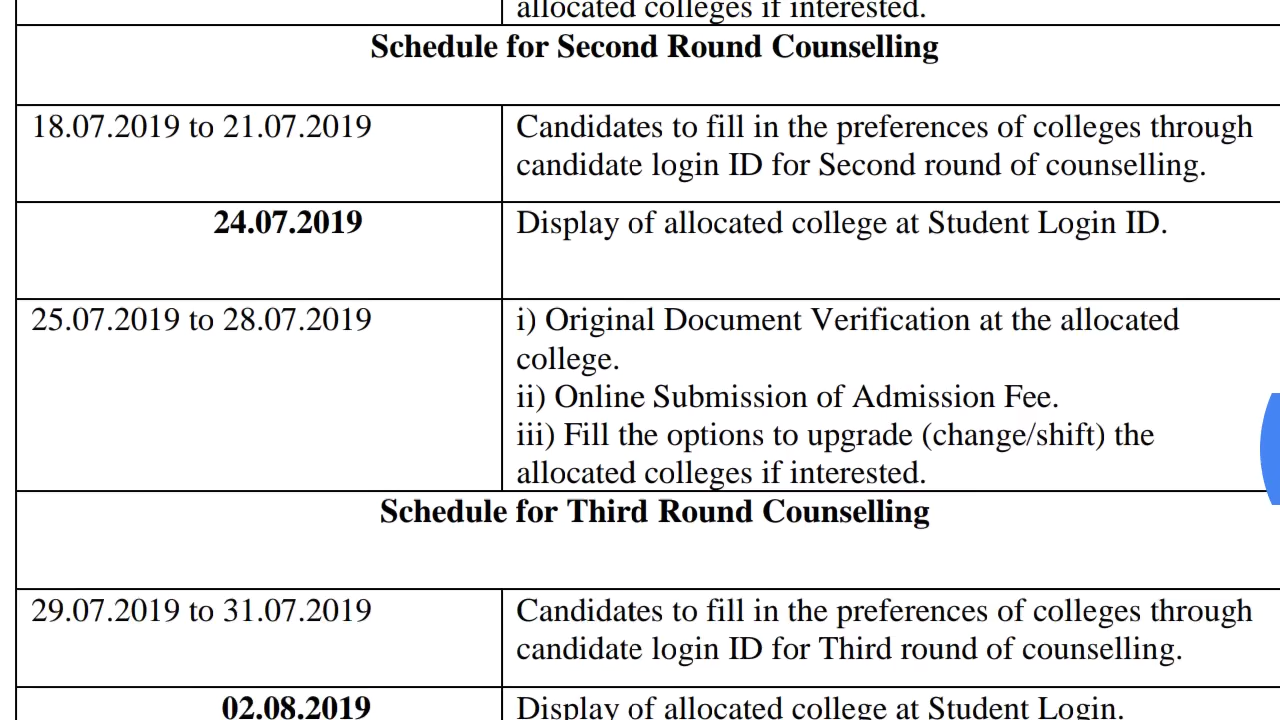 allocated colleges if interested.
Schedule for Second Round Counselling
18.07.2019 to 21.07.2019
Candidates to fill in the preferences of colleges through
candidate login ID for Second round of counselling.
24.07.2019
Display of allocated college at Student Login ID.
25.07.2019 to 28.07.2019
i) Original Document Verification at the allocated
college.
ii) Online Submission of Admission Fee.
iii) Fill the options to upgrade (change/shift) the
allocated colleges if interested.
Schedule for Third Round Counselling
29.07.2019 to 31.07.2019
Candidates to fill in the preferences of colleges through
candidate login ID for Third round of counselling.
02.08.2019
Display of allocated college at Student Login.